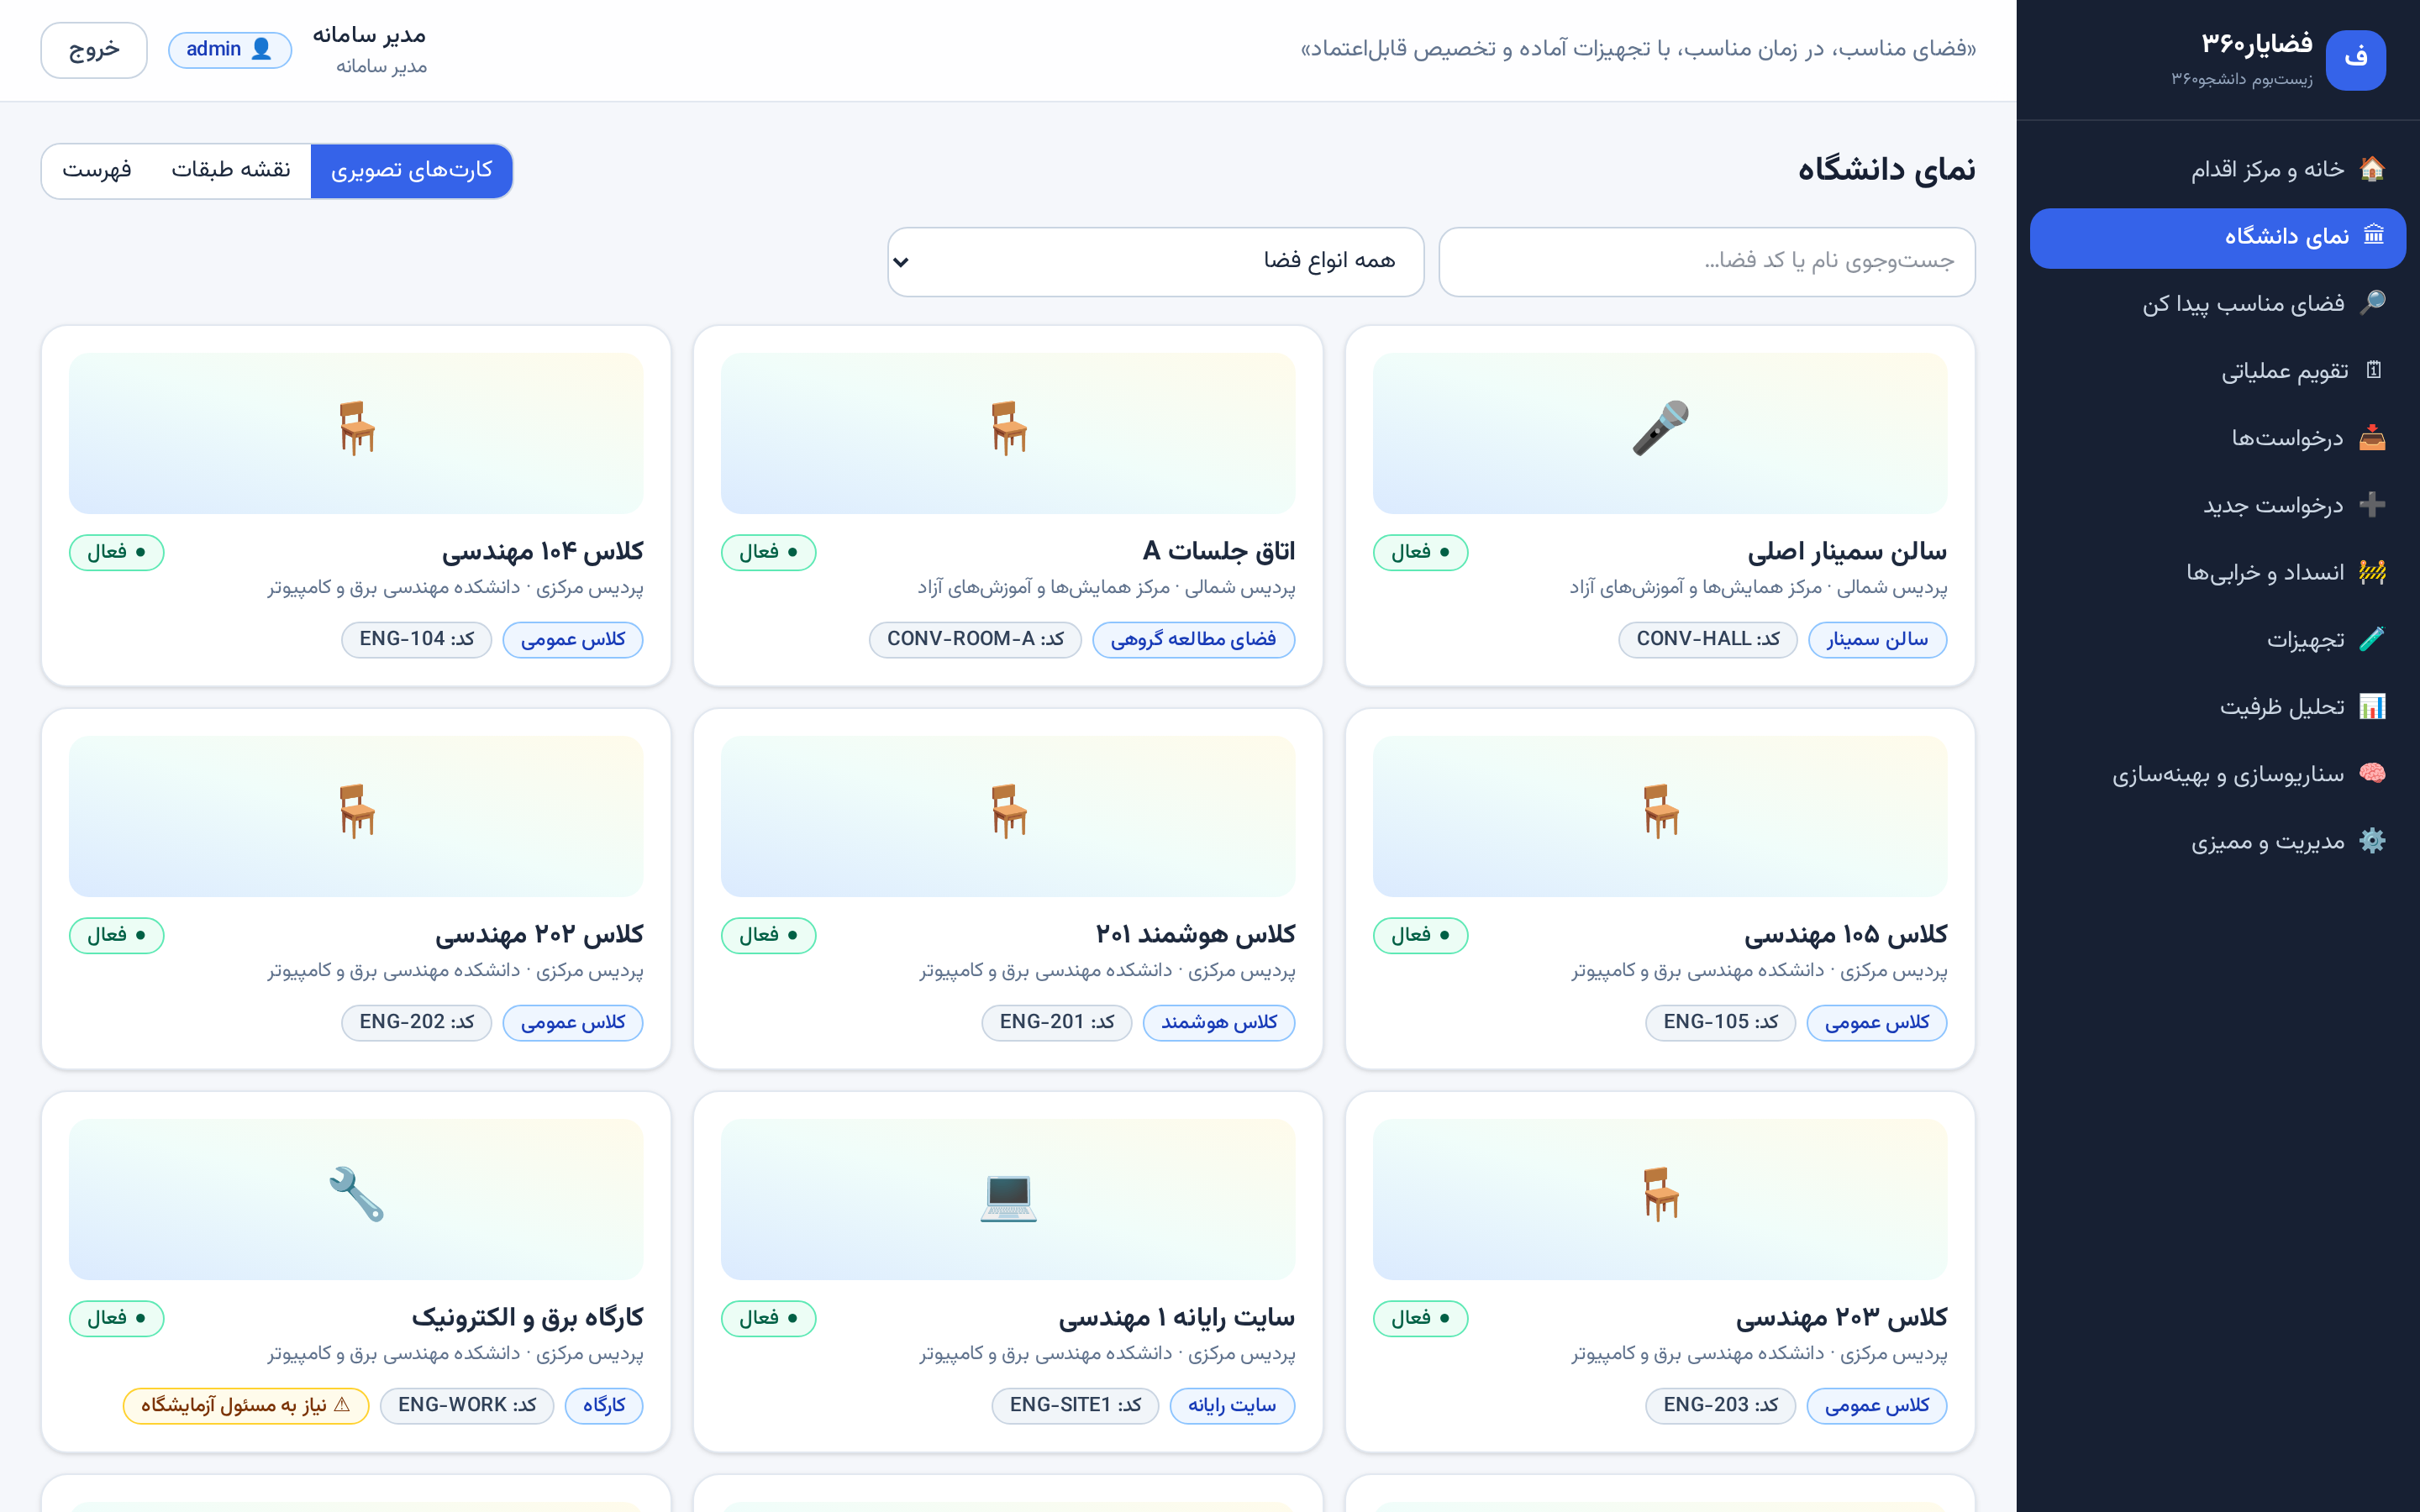 ف
فضایار۳۶۰
زیست‌بوم دانشجو۳۶۰
خانه و مرکز اقدام
نمای دانشگاه
فضای مناسب پیدا کن
تقویم عملیاتی
درخواست‌ها
درخواست جدید
انسداد و خرابی‌ها
تجهیزات
تحلیل ظرفیت
سناریوسازی و بهینه‌سازی
مدیریت و ممیزی
«فضای مناسب، در زمان مناسب، با تجهیزات آماده و تخصیص قابل‌اعتماد»
مدیر سامانه
مدیر سامانه
admin
خروج
نمای دانشگاه
کارت‌های تصویری
نقشه طبقات
فهرست
جست‌وجوی نام یا کد فضا...
همه انواع فضا
سالن سمینار اصلی
فعال
پردیس شمالی · مرکز همایش‌ها و آموزش‌های آزاد
سالن سمینار
کد: CONV-HALL
اتاق جلسات A
فعال
پردیس شمالی · مرکز همایش‌ها و آموزش‌های آزاد
فضای مطالعه گروهی
کد: CONV-ROOM-A
کلاس ۱۰۴ مهندسی
فعال
پردیس مرکزی · دانشکده مهندسی برق و کامپیوتر
کلاس عمومی
کد: ENG-104
کلاس ۱۰۵ مهندسی
فعال
پردیس مرکزی · دانشکده مهندسی برق و کامپیوتر
کلاس عمومی
کد: ENG-105
کلاس هوشمند ۲۰۱
فعال
پردیس مرکزی · دانشکده مهندسی برق و کامپیوتر
کلاس هوشمند
کد: ENG-201
کلاس ۲۰۲ مهندسی
فعال
پردیس مرکزی · دانشکده مهندسی برق و کامپیوتر
کلاس عمومی
کد: ENG-202
کلاس ۲۰۳ مهندسی
فعال
پردیس مرکزی · دانشکده مهندسی برق و کامپیوتر
کلاس عمومی
کد: ENG-203
سایت رایانه ۱ مهندسی
فعال
پردیس مرکزی · دانشکده مهندسی برق و کامپیوتر
سایت رایانه
کد: ENG-SITE1
کارگاه برق و الکترونیک
فعال
پردیس مرکزی · دانشکده مهندسی برق و کامپیوتر
کارگاه
کد: ENG-WORK
⚠ نیاز به مسئول آزمایشگاه